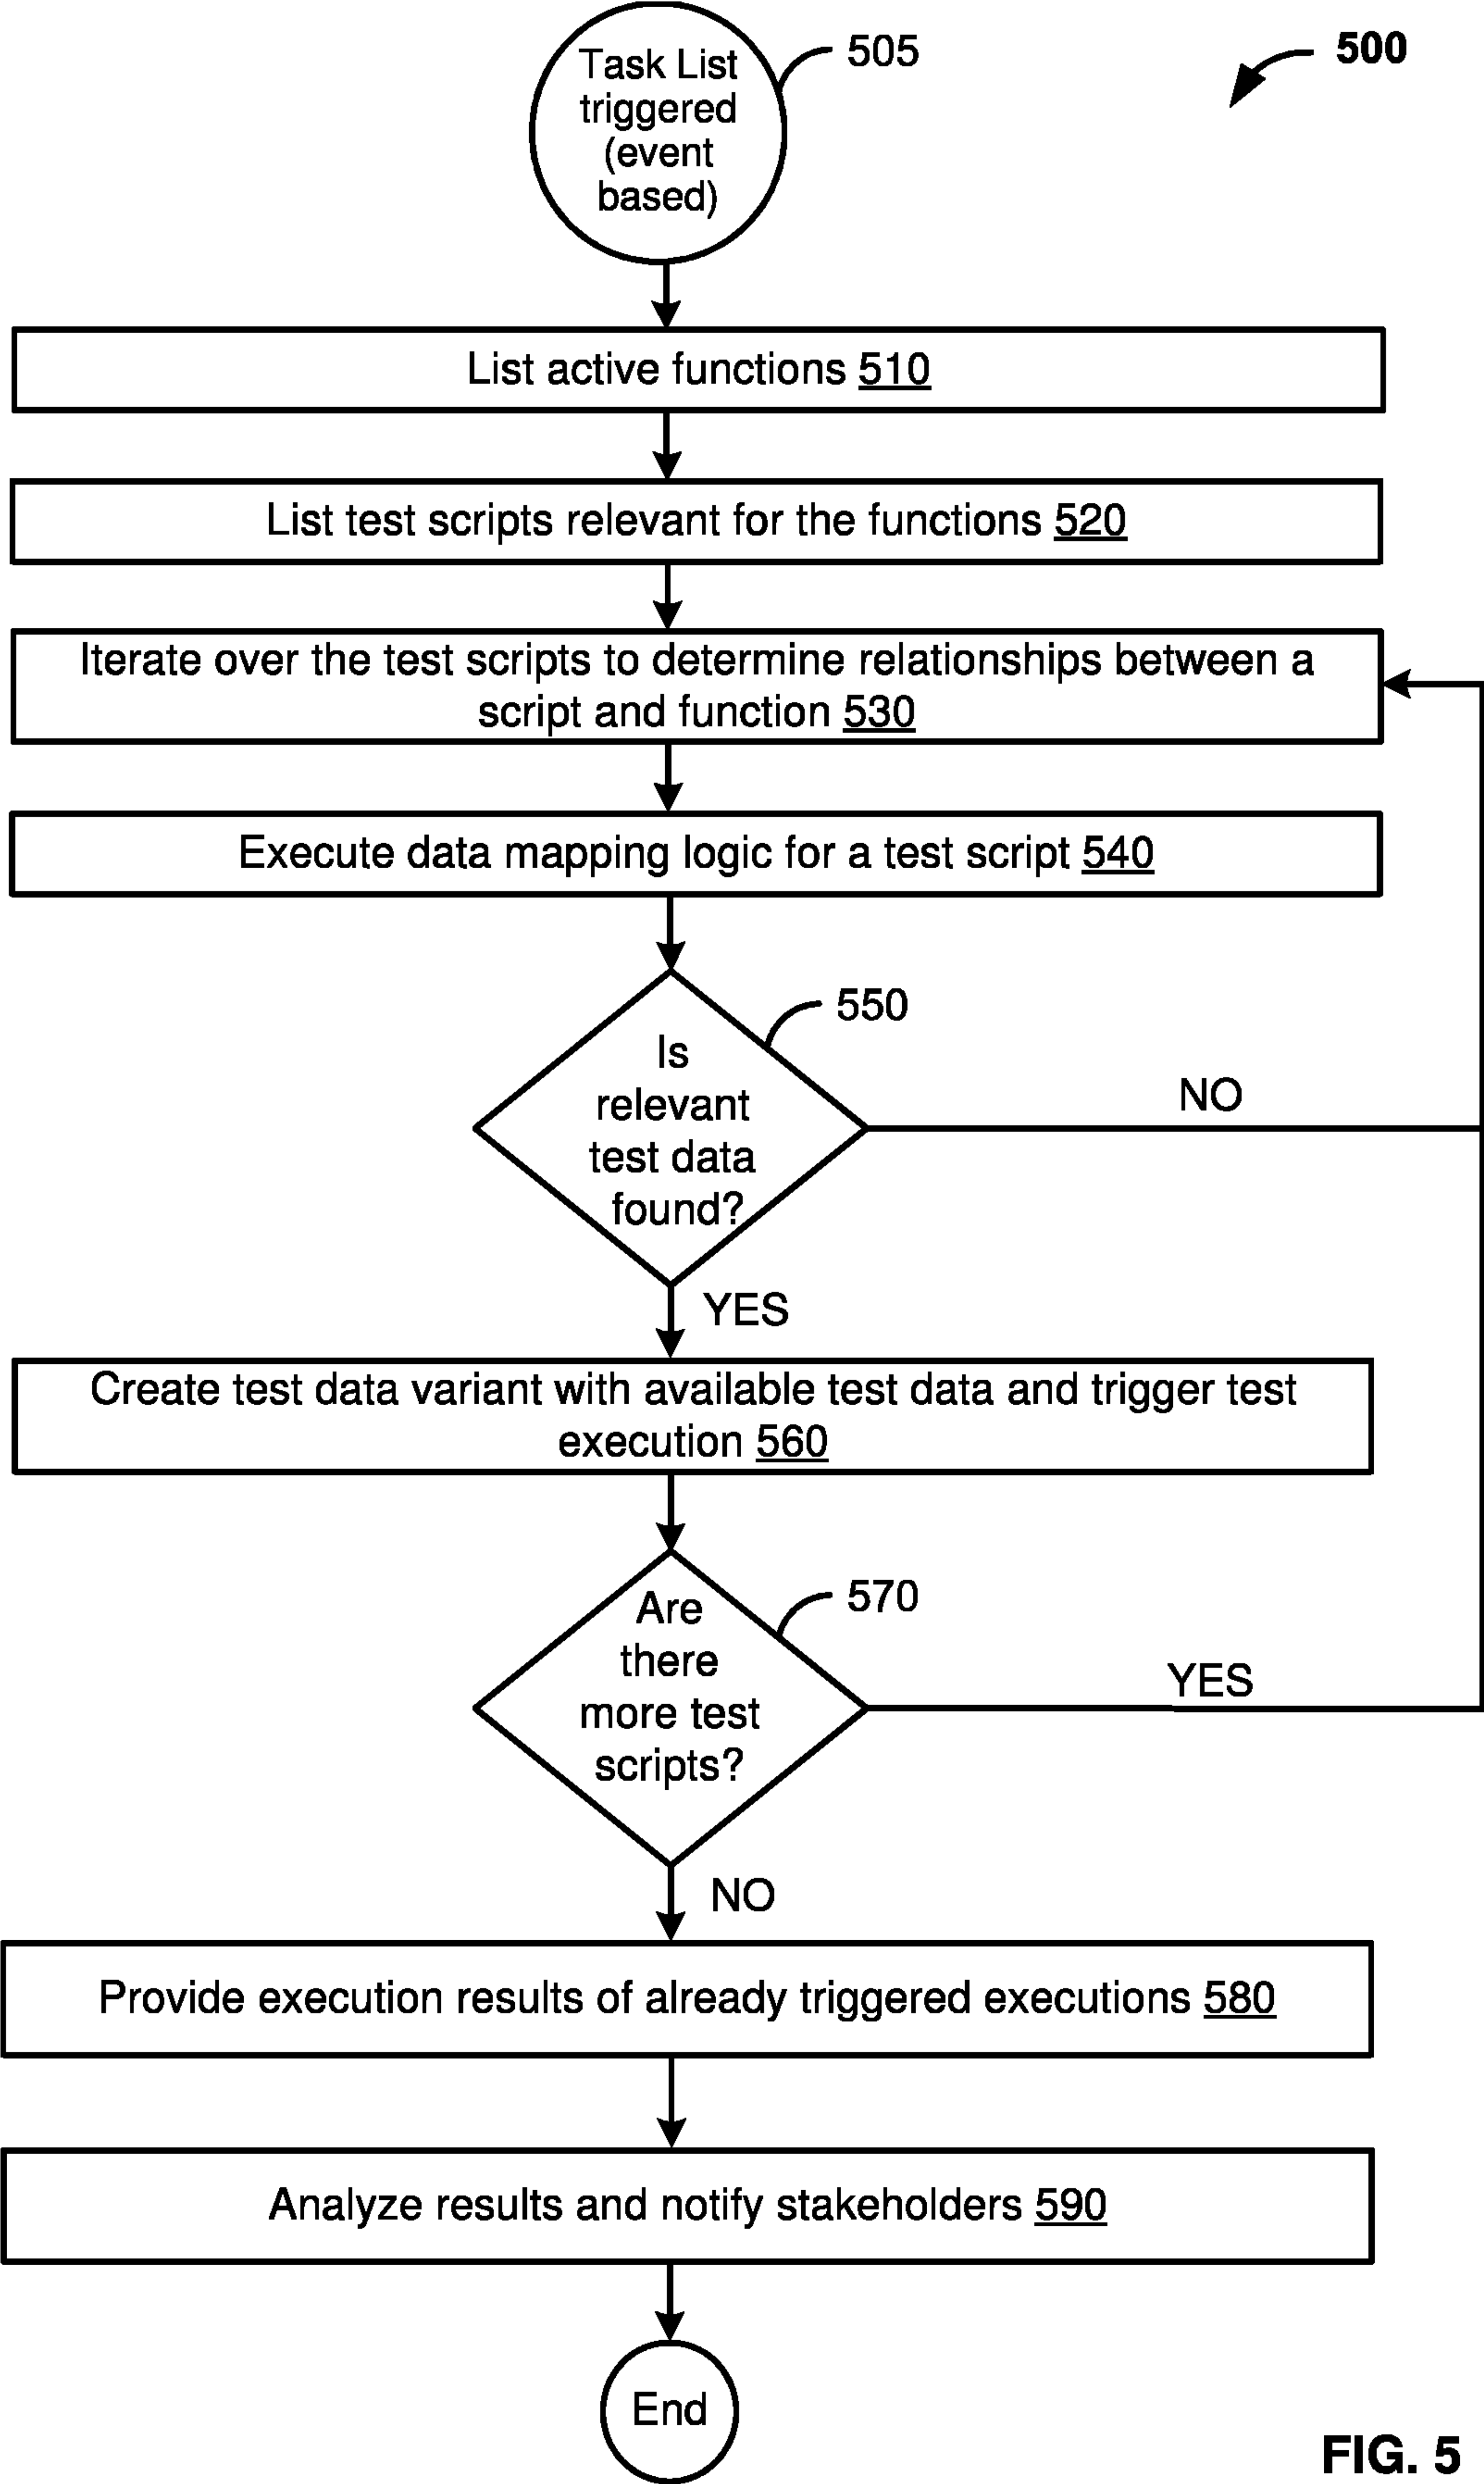 Task List
triggered
(event
based)
505
500
List active functions 510
List test scripts relevant for the functions 520
Iterate over the test scripts to determine relationships between a
script and function 530
Execute data mapping logic for a test script 540
550
Is
relevant
test data
found?
NO
YES
Create test data variant with available test data and trigger test
execution 560
570
Are
there
more test
scripts?
YES
NO
Provide execution results of already triggered executions 580
Analyze results and notify stakeholders 590
End
FIG. 5